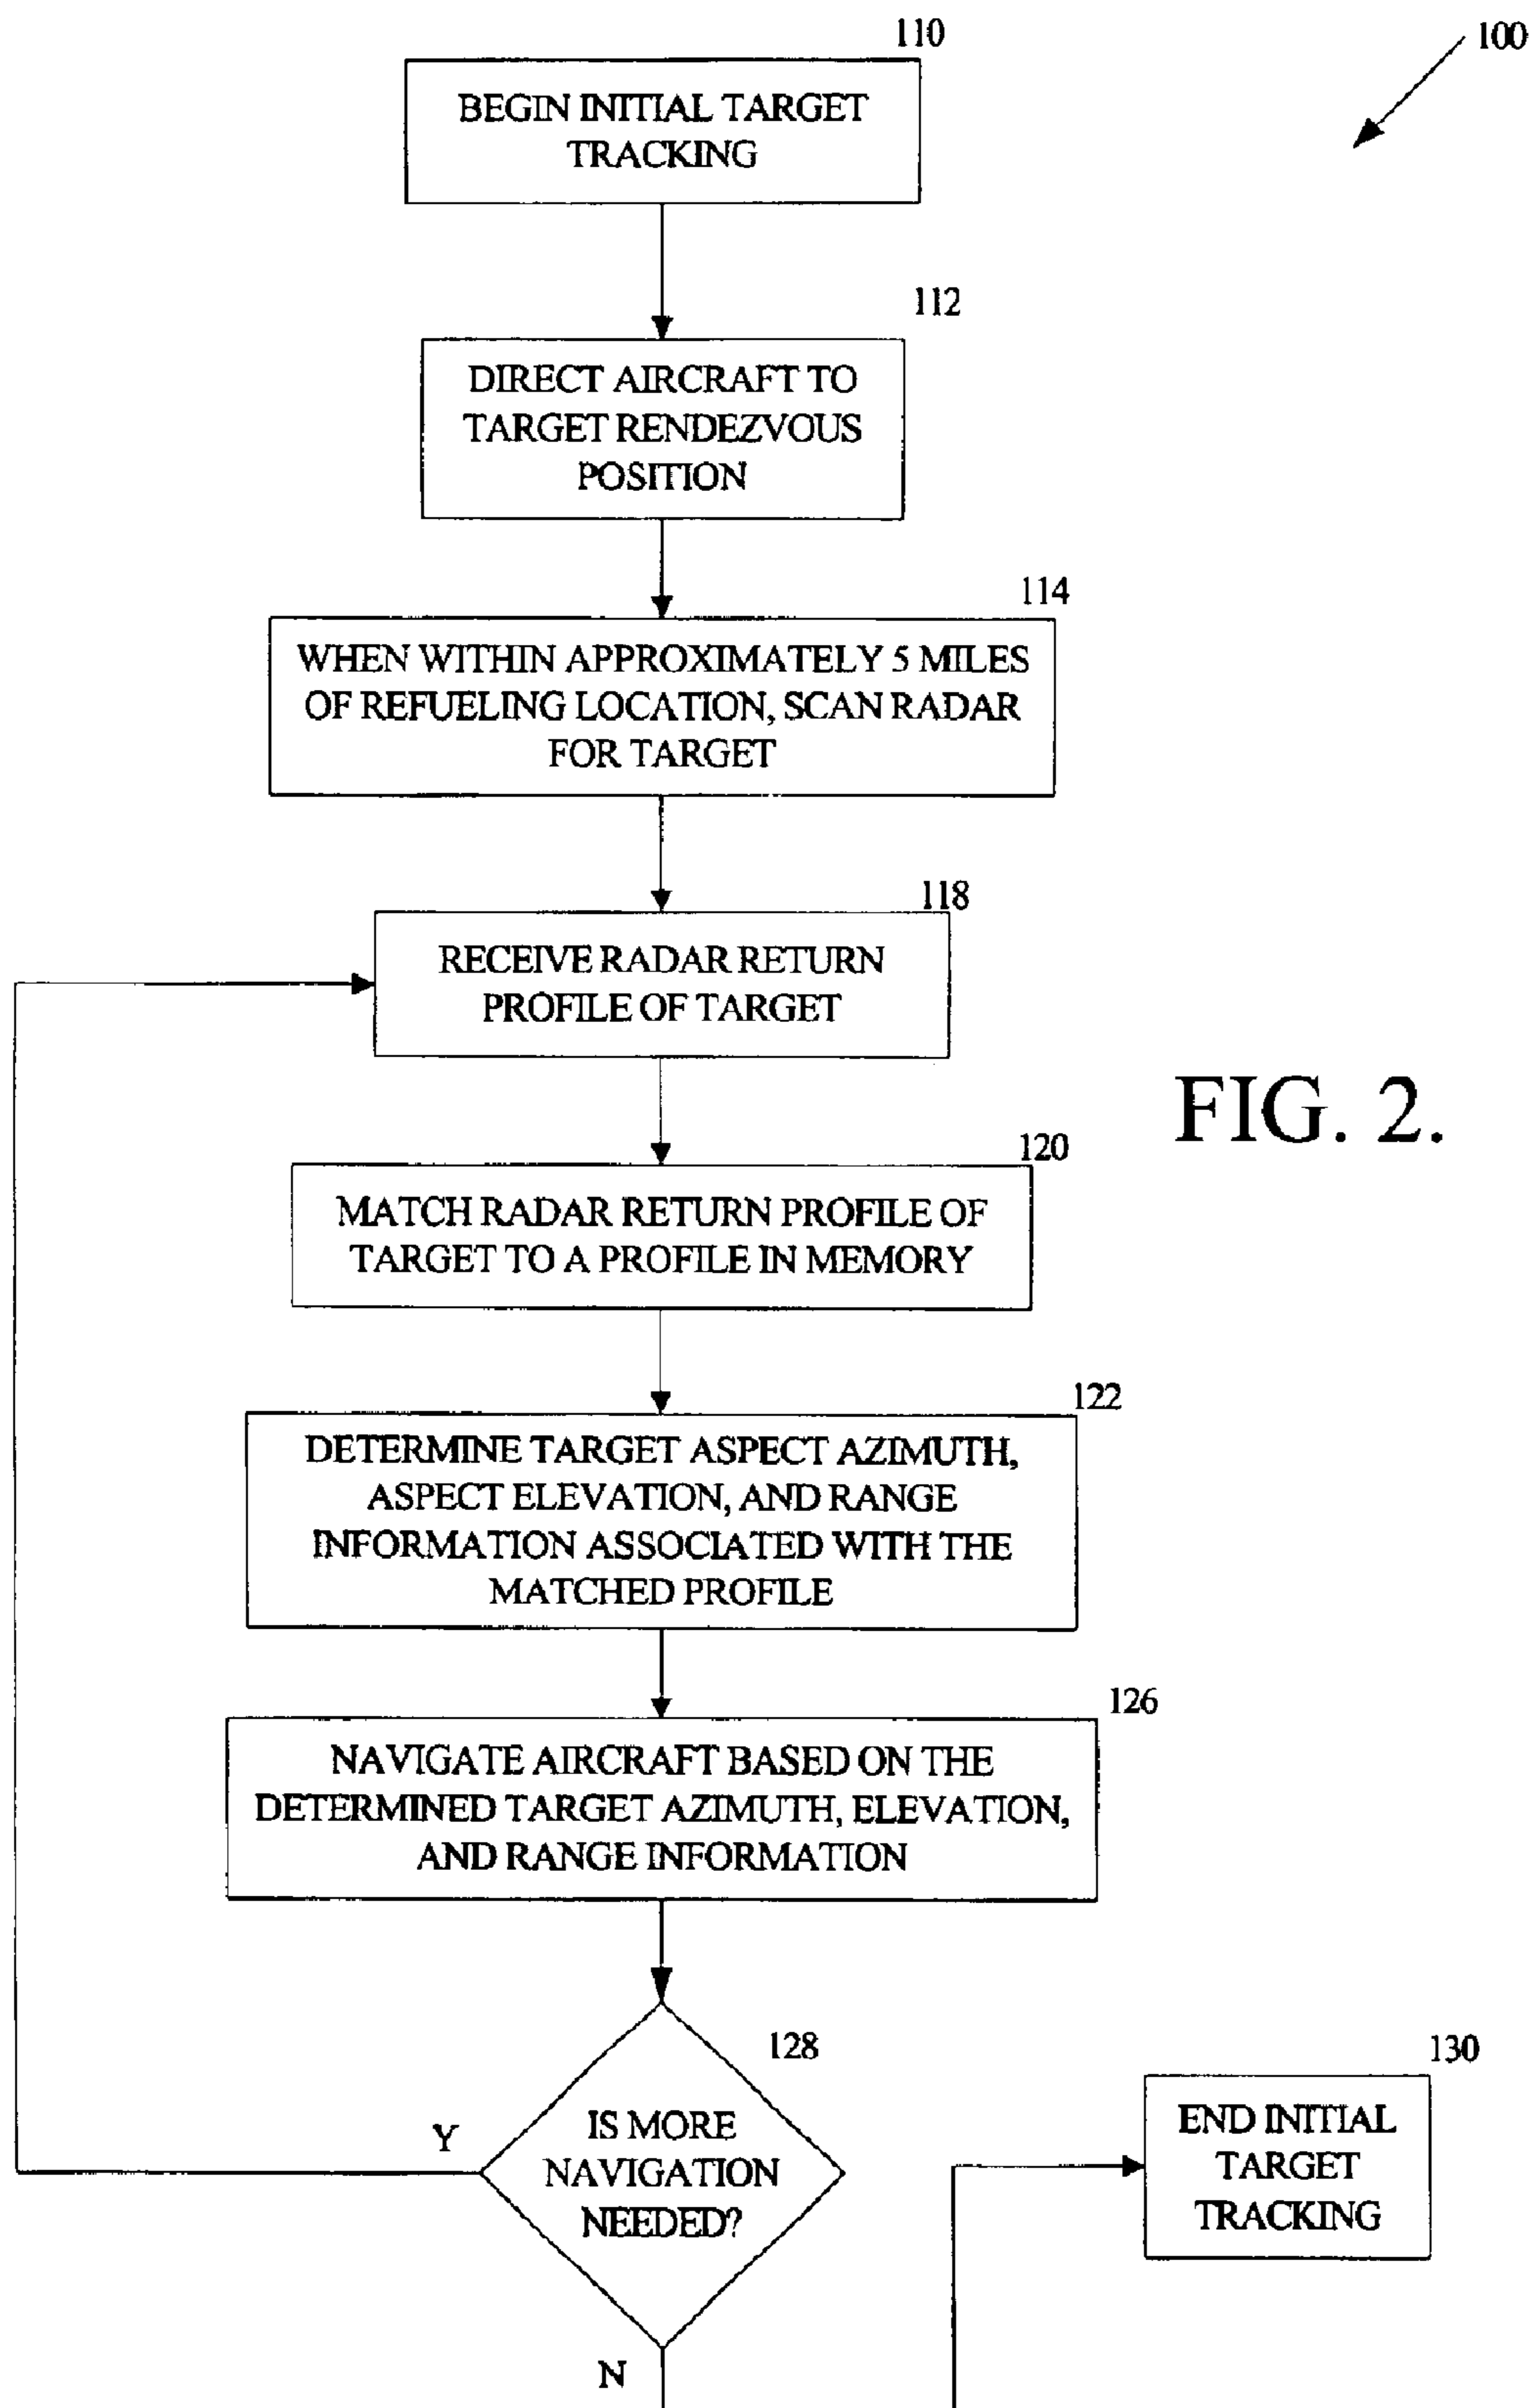 100
110
BEGIN INITIAL TARGET
TRACKING
112
DIRECT AIRCRAFT TO
TARGET RENDEZVOUS
POSITION
114
WHEN WITHIN APPROXIMATELY 5 MILES
OF REFUELING LOCATION, SCAN RADAR
FOR TARGET
118
RECEIVE RADAR RETURN
PROFILE OF TARGET
FIG. 2.
120
MATCH RADAR RETURN PROFILE OF
TARGET TO A PROFILE IN MEMORY
122
DETERMINE TARGET ASPECT AZIMUTH,
ASPECT ELEVATION, AND RANGE
INFORMATION ASSOCIATED WITH THE
MATCHED PROFILE
126
NAVIGATE AIRCRAFT BASED ON THE
DETERMINED TARGET AZIMUTH, ELEVATION,
AND RANGE INFORMATION
128
IS MORE
NAVIGATION
NEEDED?
Y
N
130
END INITIAL
TARGET
TRACKING